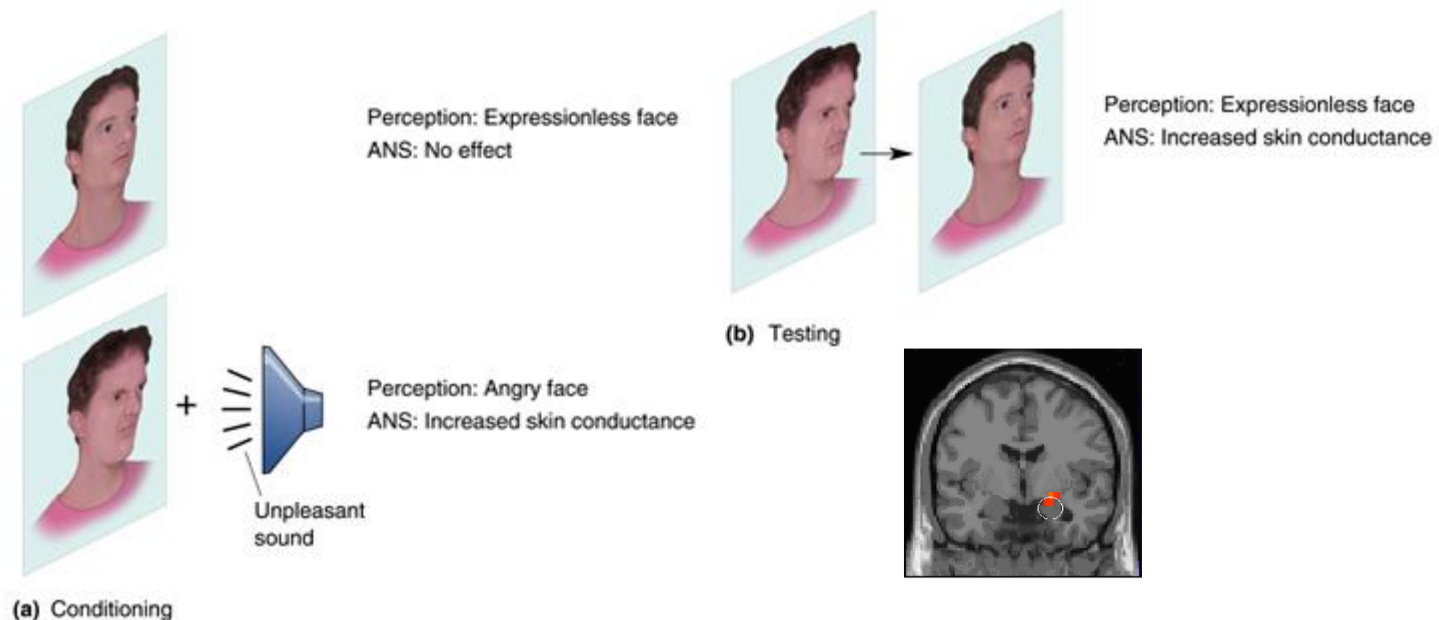 Perception: Expressionless face
ANS: No effect
+
Perception: Angry face
ANS: Increased skin conductance
Unpleasant
sound
(a) Conditioning
Perception: Expressionless face
ANS: Increased skin conductance
(b) Testing